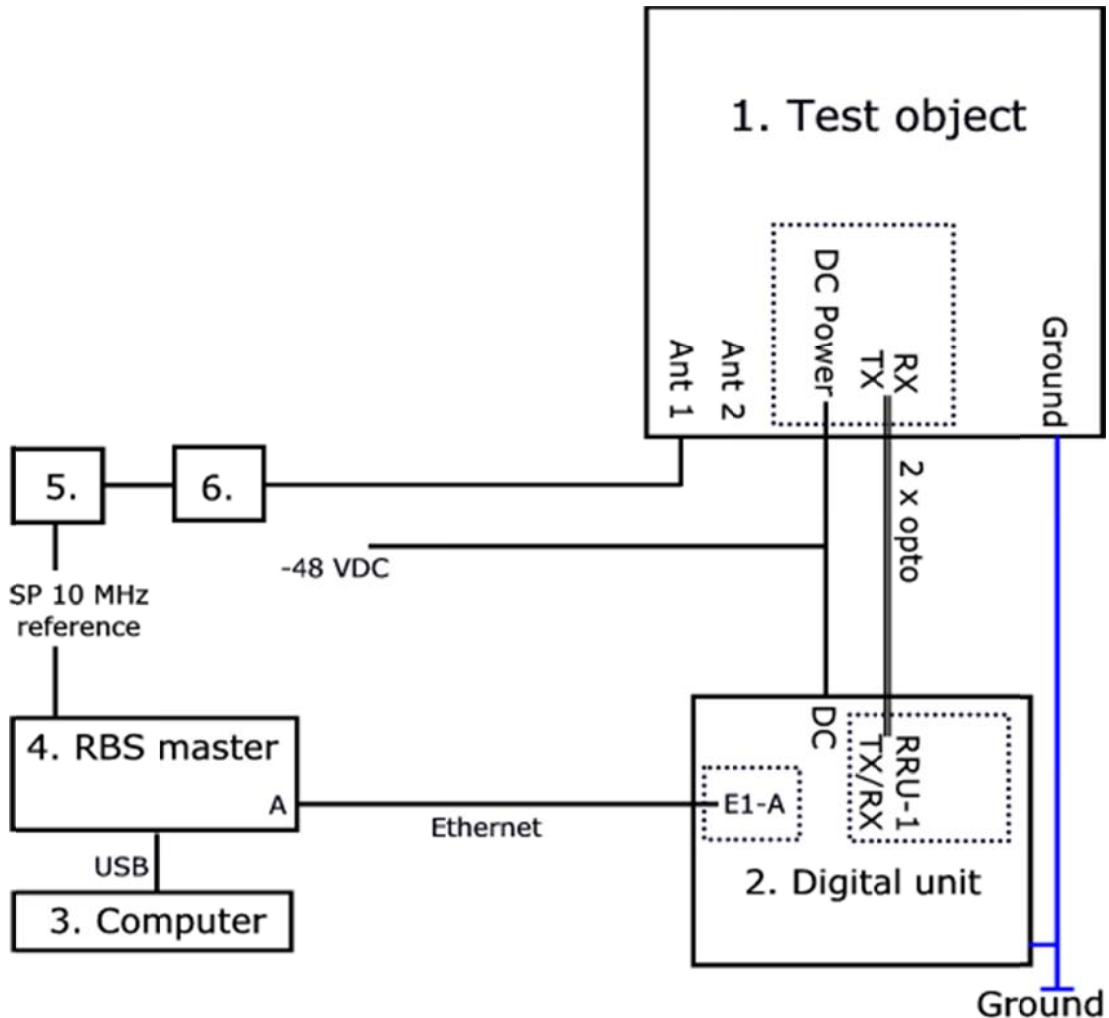 1. Test object
DC Power
RX
TX
Ant 1
Ant 2
Ground
5.
6.
2 x opto
-48 VDC
SP 10 MHz
reference
4. RBS master
A
Ethernet
E1-A
DC
RRU-1
TX/RX
USB
3. Computer
2. Digital unit
Ground